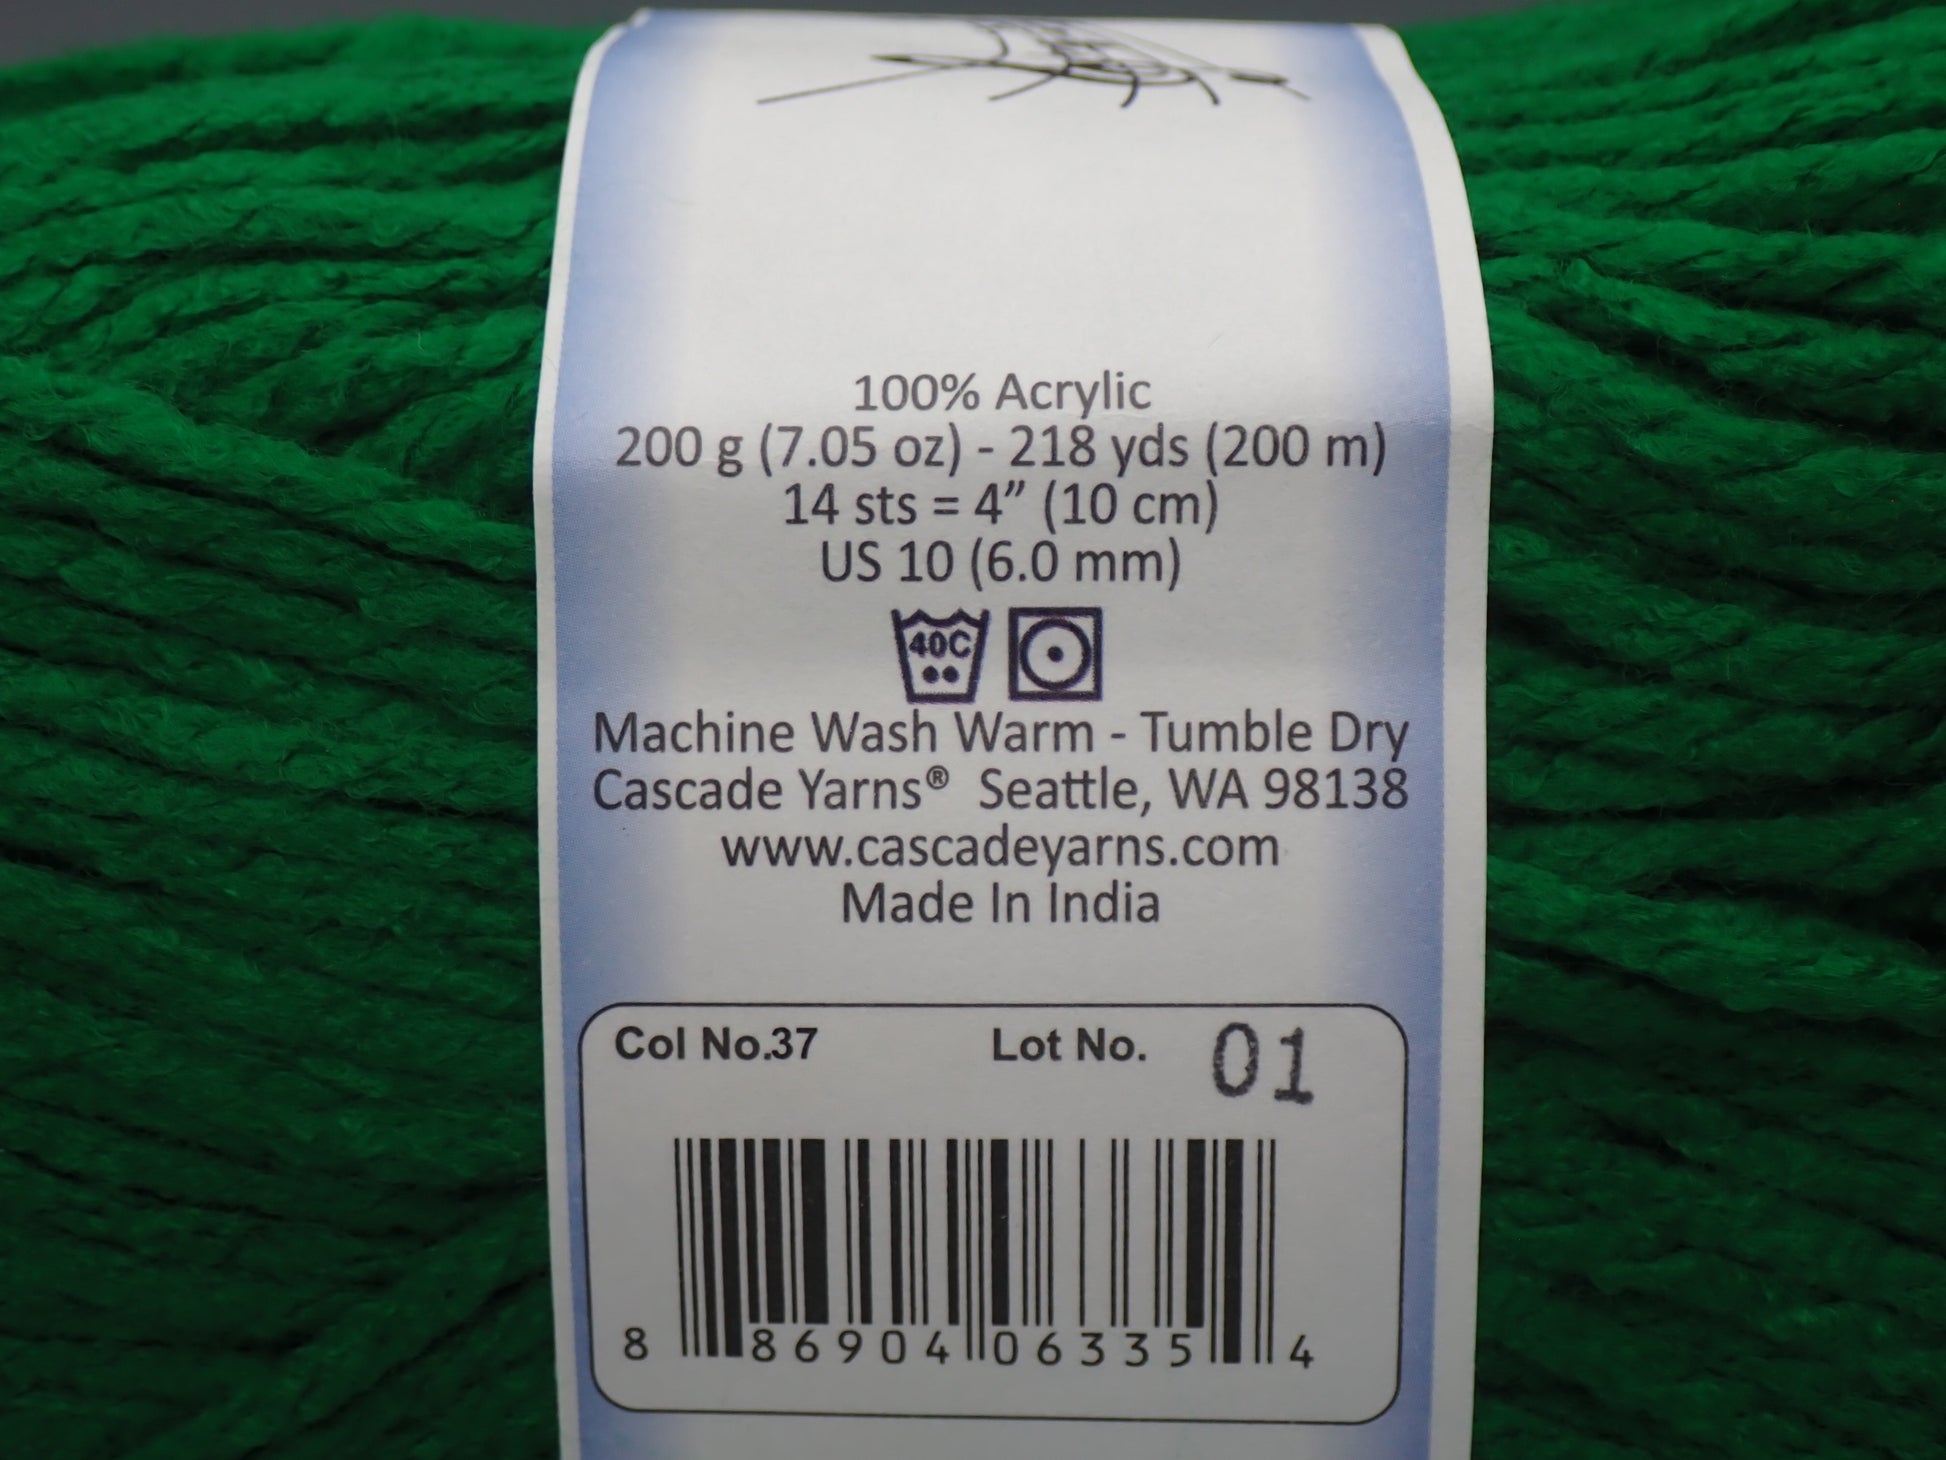 100% Acrylic
200 g (7.05 oz) - 218 yds (200 m)
14 sts = 4” (10 cm)
US 10 (6.0 mm)
40C
Machine Wash Warm - Tumble Dry
Cascade Yarns® Seattle, WA 98138
www.cascadeyarns.com
Made In India
Col No.37 Lot No. 01
8 86904 06335 4